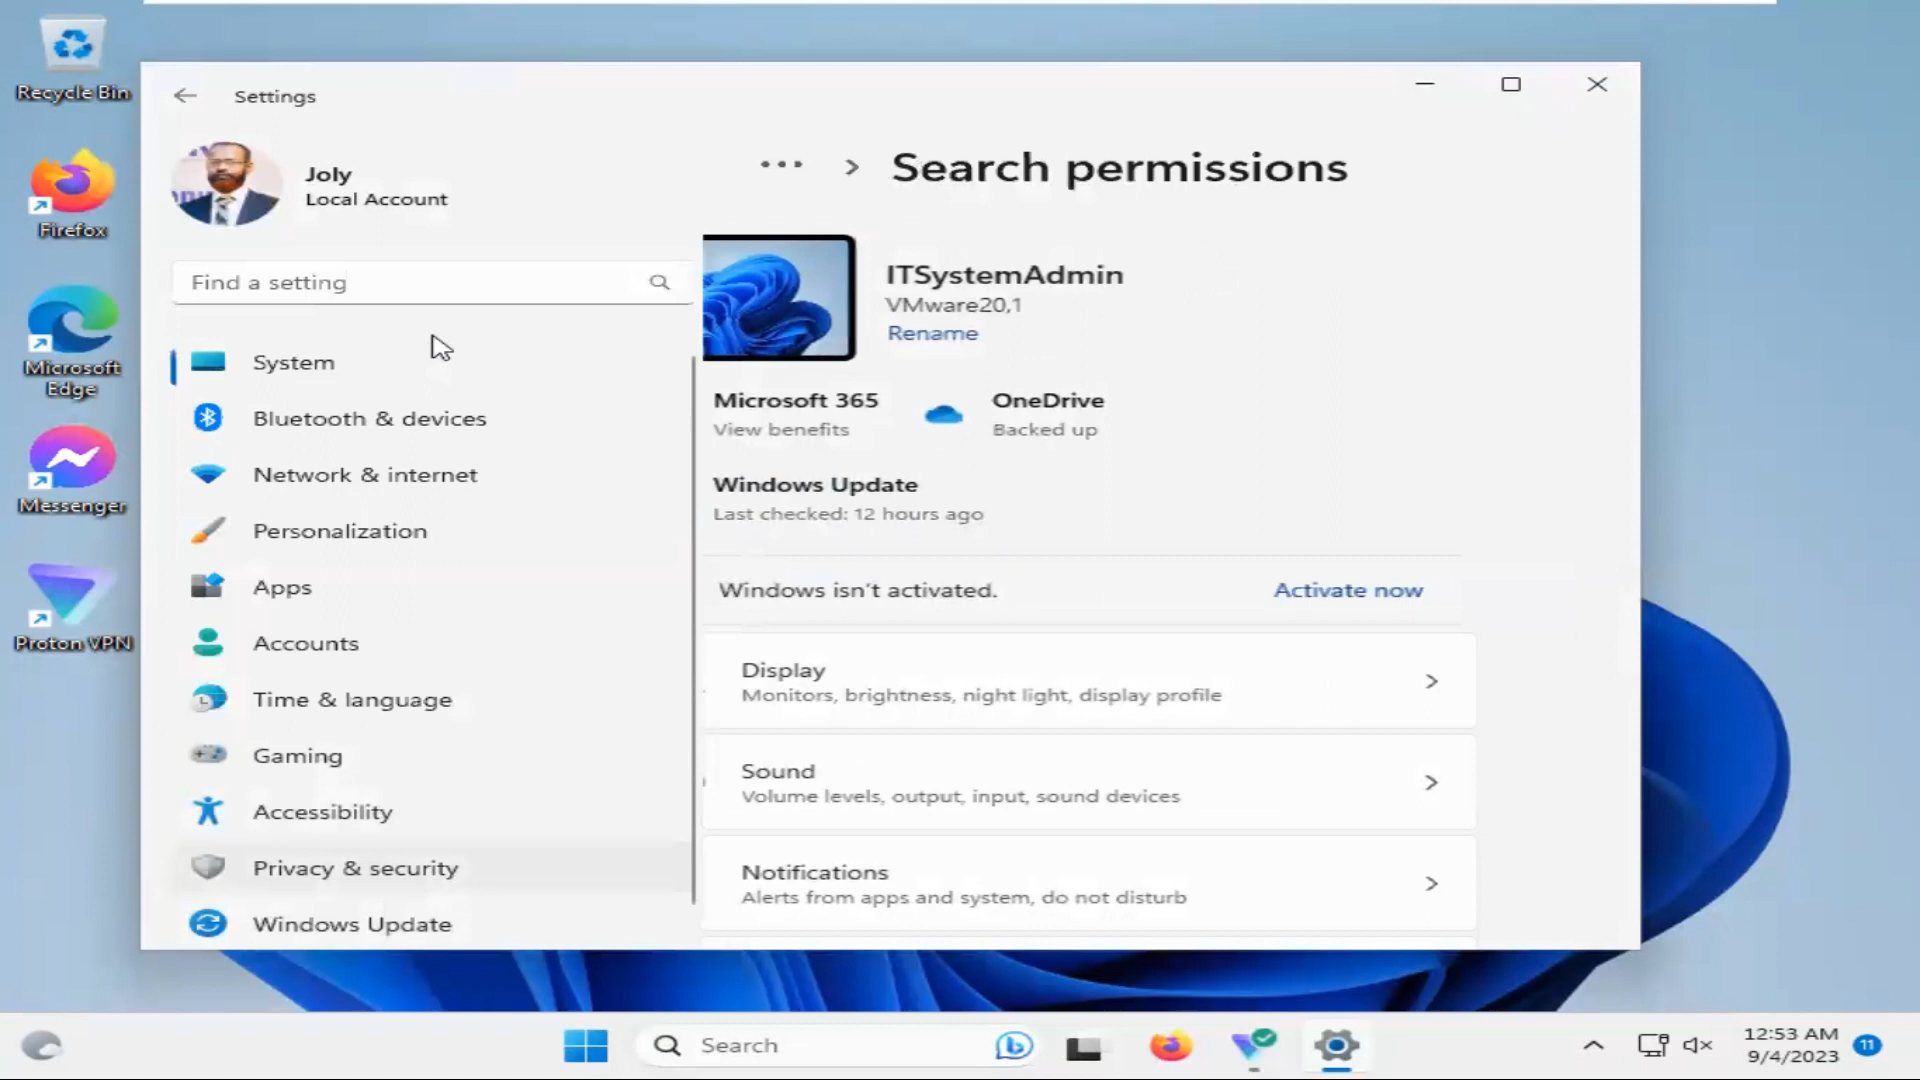 Recycle Bin
Firefox
Microsoft
Edge
Messenger
Proton VPN
Settings
Joly
Local Account
Find a setting
System
Bluetooth & devices
Network & internet
Personalization
Apps
Accounts
Time & language
Gaming
Accessibility
Privacy & security
Windows Update
... > Search permissions
ITSystemAdmin
VMware20,1
Rename
Microsoft 365
View benefits
OneDrive
Backed up
Windows Update
Last checked: 12 hours ago
Windows isn't activated.
Activate now
Display
Monitors, brightness, night light, display profile
Sound
Volume levels, output, input, sound devices
Notifications
Alerts from apps and system, do not disturb
Search
12:53 AM
9/4/2023
11